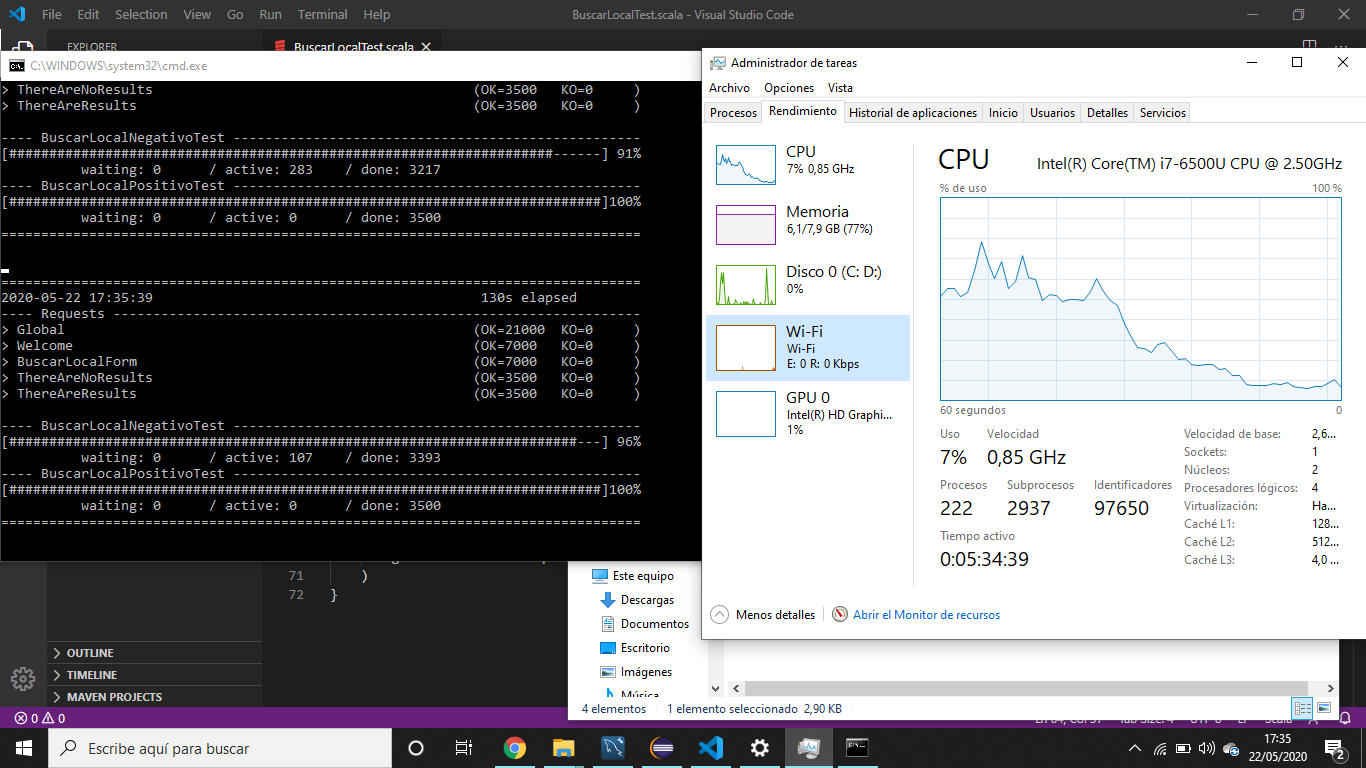 File Edit Selection View Go Run Terminal Help BuscarLocalTest.scala - Visual Studio Code
EXPLORER BuscarLocalTest.scala
C:\WINDOWS\system32\cmd.exe
> ThereAreNoResults (OK=3500 KO=0 )
> ThereAreResults (OK=3500 KO=0 )
---- BuscarLocalNegativoTest ---------------------------------------------------
[####################################################################------] 91%
waiting: 0 / active: 283 / done: 3217
---- BuscarLocalPositivoTest ---------------------------------------------------
[##########################################################################]100%
waiting: 0 / active: 0 / done: 3500
================================================================================
================================================================================
2020-05-22 17:35:39 130s elapsed
---- Requests ------------------------------------------------------------------
> Global (OK=21000 KO=0 )
> Welcome (OK=7000 KO=0 )
> BuscarLocalForm (OK=7000 KO=0 )
> ThereAreNoResults (OK=3500 KO=0 )
> ThereAreResults (OK=3500 KO=0 )
---- BuscarLocalNegativoTest ---------------------------------------------------
[#######################################################################---] 96%
waiting: 0 / active: 107 / done: 3393
---- BuscarLocalPositivoTest ---------------------------------------------------
[##########################################################################]100%
waiting: 0 / active: 0 / done: 3500
================================================================================
Administrador de tareas
Archivo Opciones Vista
Procesos Rendimiento Historial de aplicaciones Inicio Usuarios Detalles Servicios
CPU
7% 0,85 GHz
Memoria
6,1/7,9 GB (77%)
Disco 0 (C: D:)
0%
Wi-Fi
Wi-Fi
E: 0 R: 0 Kbps
GPU 0
Intel(R) HD Graphi...
1%
CPU Intel(R) Core(TM) i7-6500U CPU @ 2.50GHz
% de uso 100 %
60 segundos 0
Uso Velocidad
7% 0,85 GHz
Procesos Subprocesos Identificadores
222 2937 97650
Tiempo activo
0:05:34:39
Velocidad de base: 2,6...
Sockets: 1
Núcleos: 2
Procesadores lógicos: 4
Virtualización: Ha...
Caché L1: 128...
Caché L2: 512...
Caché L3: 4,0 ...
Menos detalles Abrir el Monitor de recursos
71 )
72 }
OUTLINE
TIMELINE
MAVEN PROJECTS
Este equipo
Descargas
Documentos
Escritorio
Imágenes
Música
4 elementos 1 elemento seleccionado 2,90 KB
0 0
Escribe aquí para buscar
17:35
22/05/2020
2